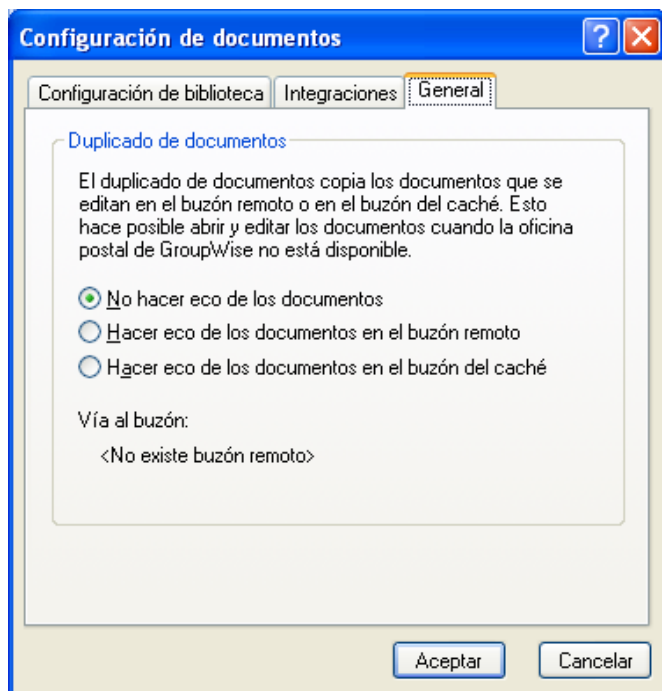 Configuración de documentos
Configuración de biblioteca Integraciones General
Duplicado de documentos
El duplicado de documentos copia los documentos que se
editan en el buzón remoto o en el buzón del caché. Esto
hace posible abrir y editar los documentos cuando la oficina
postal de GroupWise no está disponible.
No hacer eco de los documentos
Hacer eco de los documentos en el buzón remoto
Hacer eco de los documentos en el buzón del caché
Vía al buzón:
<No existe buzón remoto>
Aceptar Cancelar